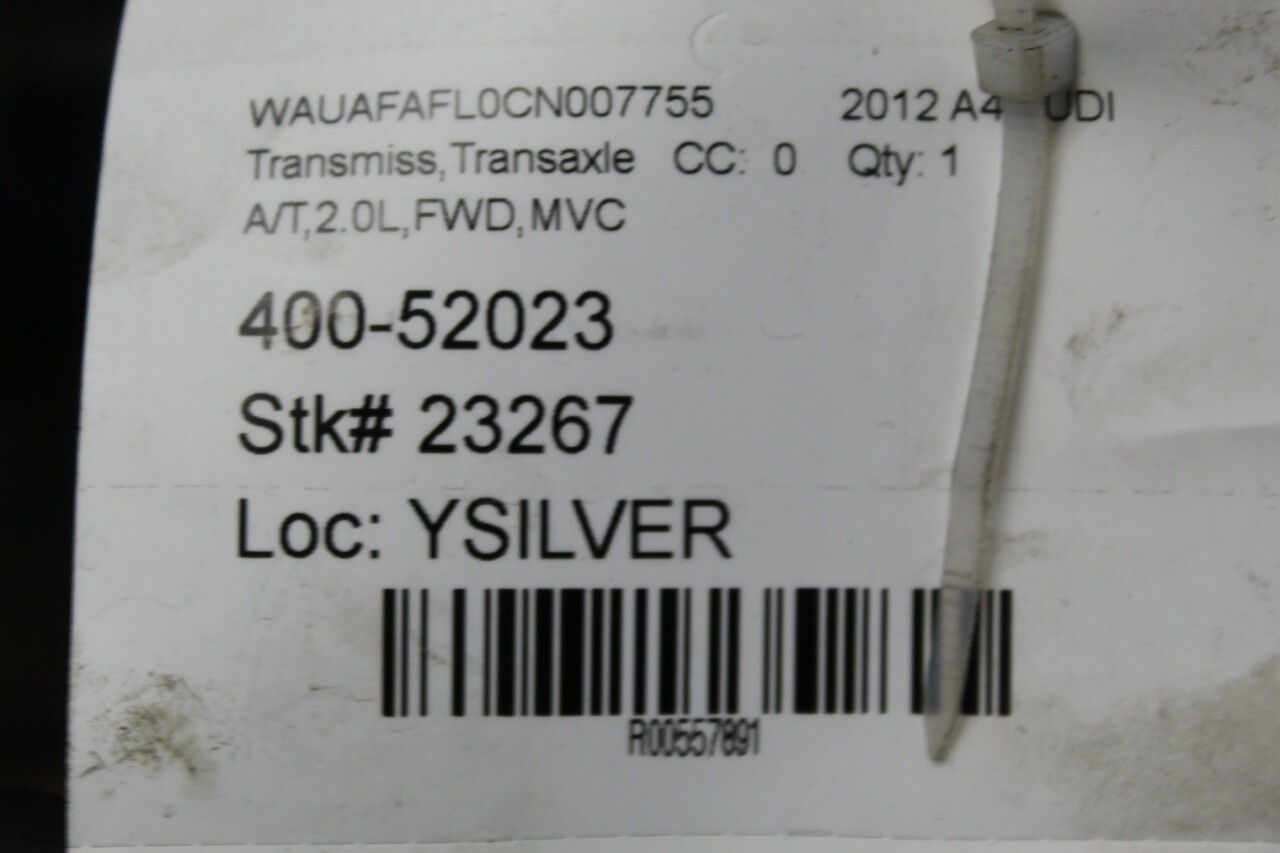 WAUAFAFL0CN007755 2012 A4 UDI
Transmiss,Transaxle CC: 0 Qty: 1
A/T,2.0L,FWD,MVC
400-52023
Stk# 23267
Loc: YSILVER
R00557891